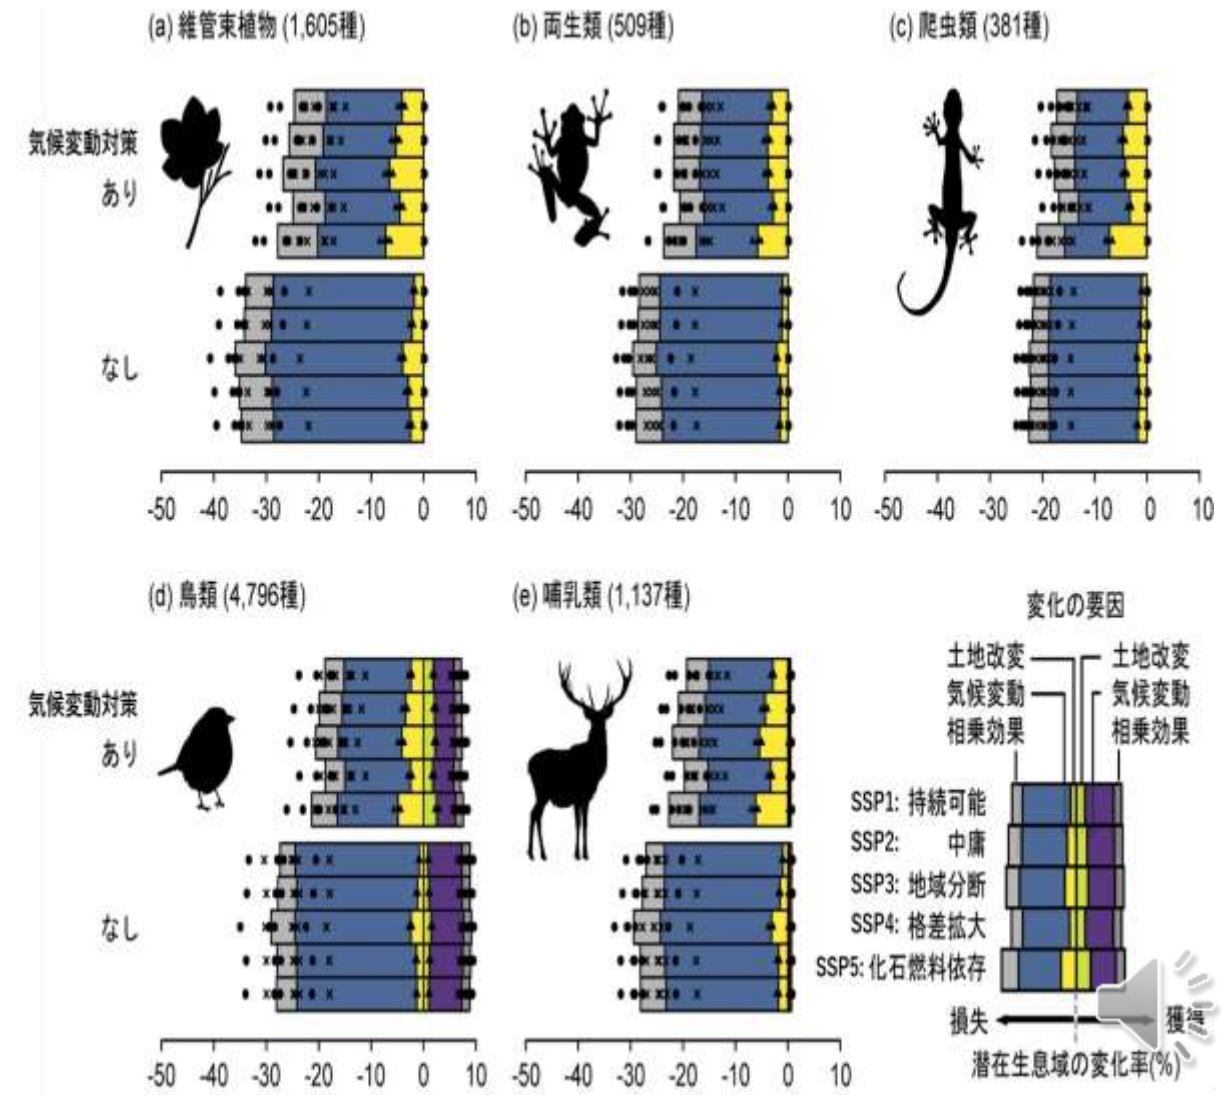 (a) 維管束植物 (1,605種)
(b) 両生類 (509種)
(c) 爬虫類 (381種)
気候変動対策
あり
なし
-50 -40 -30 -20 -10 0 10
-50 -40 -30 -20 -10 0 10
-50 -40 -30 -20 -10 0 10
(d) 鳥類 (4,796種)
(e) 哺乳類 (1,137種)
気候変動対策
あり
なし
-50 -40 -30 -20 -10 0 10
-50 -40 -30 -20 -10 0 10
変化の要因
土地改変 土地改変
気候変動 気候変動
相乗効果 相乗効果
SSP1: 持続可能
SSP2: 中庸
SSP3: 地域分断
SSP4: 格差拡大
SSP5: 化石燃料依存
損失 獲得
潜在生息域の変化率(%)